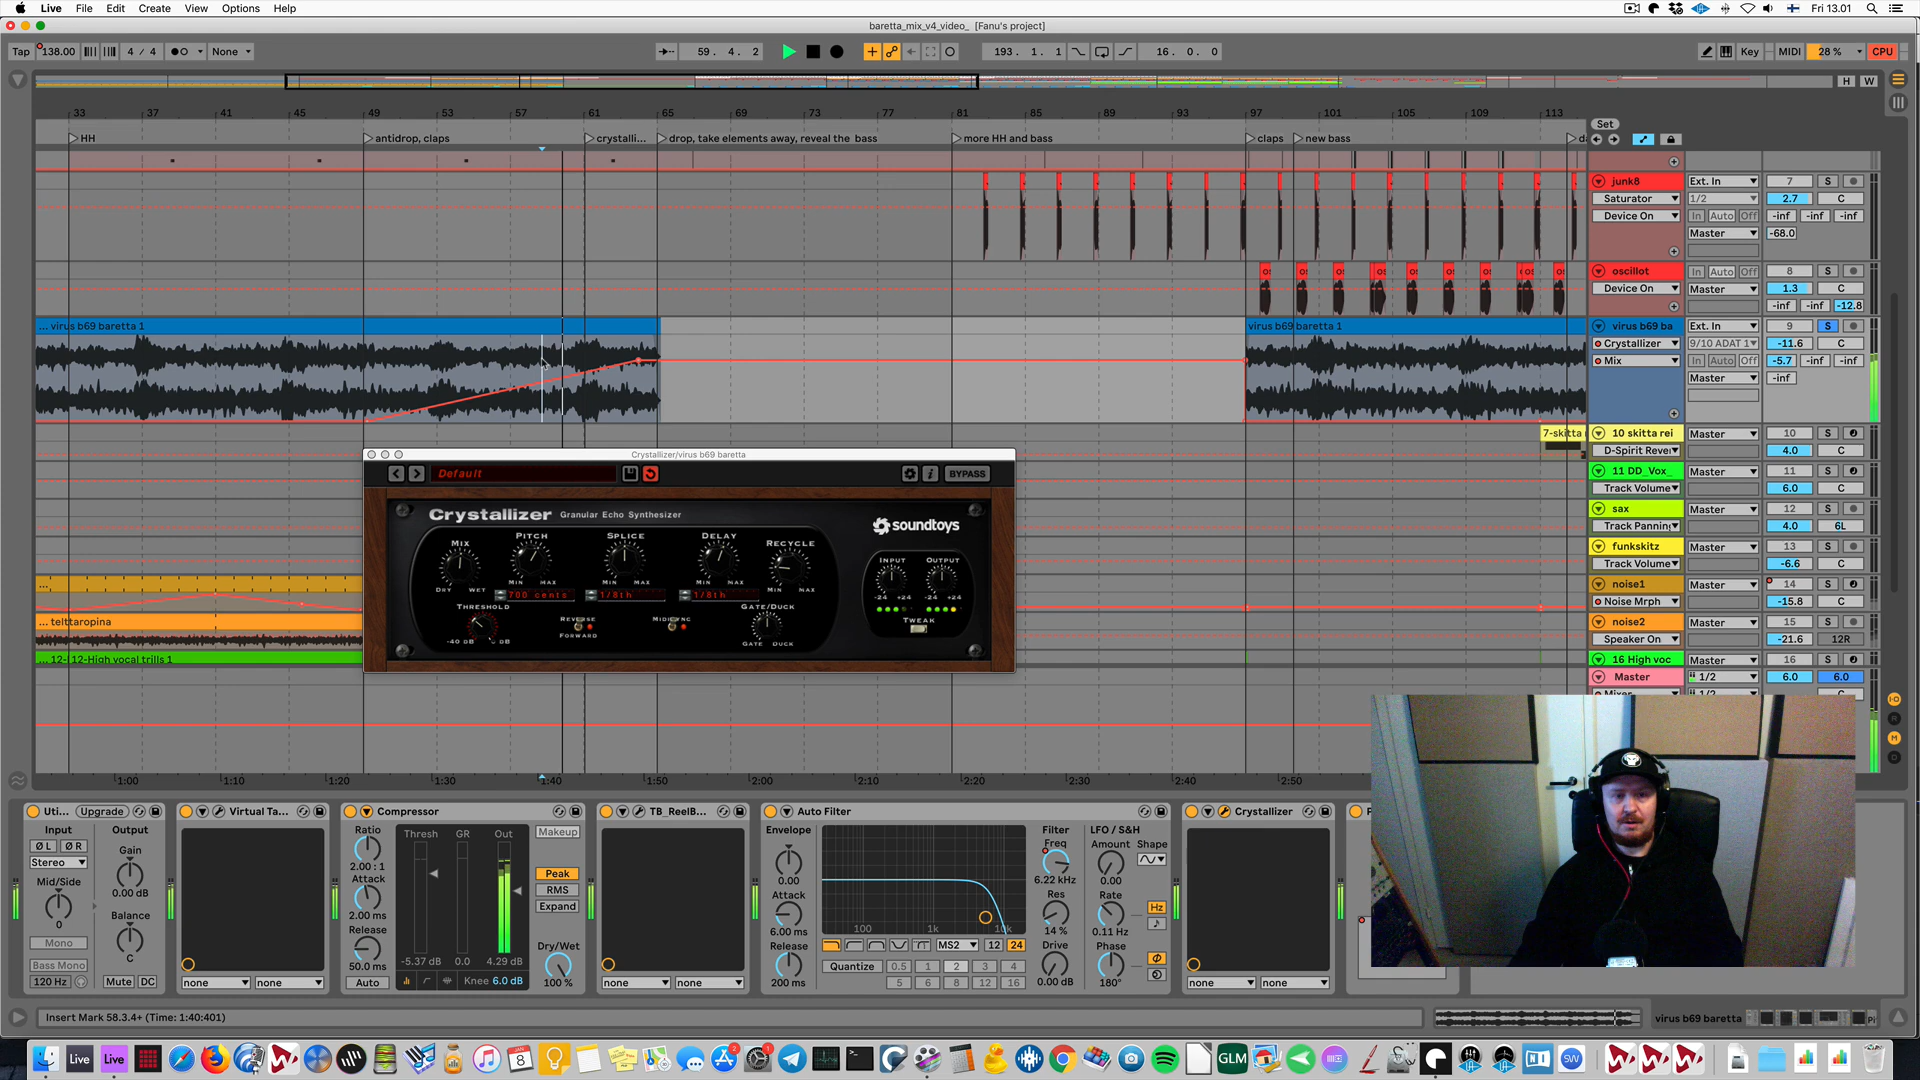 Live File Edit Create View Options Help Fri 13.01
baretta_mix_v4_video_ [Fanu's project]
Tap 138.00 4 / 4 None 59. 4. 2 193. 1. 1 16. 0. 0 Key MIDI 28 % CPU
H W
33 37 41 45 49 53 57 61 65 69 73 77 81 85 89 93 97 101 105 109 113
Set
HH antidrop, claps crystalli... drop, take elements away, reveal the bass more HH and bass claps new bass
junk8 Ext. In 7 S
Saturator 1/2 2.7 C
Device On In Auto Off -inf -inf -inf
Master -68.0
oscillot In Auto Off 8 S
Device On Master 1.3 C
-inf -inf -12.8
... virus b69 baretta 1 virus b69 baretta 1 virus b69 ba Ext. In 9 S
Crystallizer 9/10 ADAT 1 -11.6 C
Mix In Auto Off -5.7 -inf -inf
Master -inf
7-skitta 10 skitta rei Master 10 S
D-Spirit Reve 4.0 C
11 DD_Vox_ Master 11 S
Track Volume 6.0 C
sax Master 12 S
Track Panning 4.0 6L
funkskitz Master 13 S
Track Volume -6.6 C
noise1 Master 14 S
Noise Mrph -15.8 C
noise2 Master 15 S
Speaker On -21.6 12R
16 High voc Master 16 S
Master 1/2 6.0 6.0
Mixer 1/2 C
... telttaropina
... 12- 12-High vocal trills 1
Crystallizer/virus b69 baretta
Default BYPASS
Crystallizer Granular Echo Synthesizer soundtoys
MIX PITCH SPLICE DELAY RECYCLE INPUT OUTPUT
MIN MAX MIN MAX MIN MAX MIN MAX
DRY WET 700 cents 1/8th 1/8th -24 +24 -24 +24
THRESHOLD REVERSE FORWARD MIDI SYNC GATE/DUCK TWEAK
-40 dB 0 dB GATE DUCK
1:00 1:10 1:20 1:30 1:40 1:50 2:00 2:10 2:20 2:30 2:40 2:50
Uti... Upgrade Virtual Ta... Compressor TB_ReelB... Auto Filter Crystallizer
Input Output
Ø L Ø R Gain
Stereo 0.00 dB
Mid/Side
0
Balance
C
Mono
Bass Mono
120 Hz Mute DC
none none
Ratio Thresh GR Out Makeup
2.00 : 1
Attack Peak
2.00 ms RMS
Release Expand
50.0 ms -5.37 dB 0.0 4.29 dB
Dry/Wet
100 %
Auto Knee 6.0 dB
none none
Envelope Filter LFO / S&H
Freq Amount Shape
0.00 6.22 kHz 0.00
Attack Res Rate Hz
6.00 ms 100 1k 10k 14 % 0.11 Hz
Release MS2 12 24 Drive Phase
Quantize 0.5 1 2 3 4
200 ms 5 6 8 12 16 0.00 dB 180°
none none
Insert Mark 58.3.4+ (Time: 1:40:401) virus b69 baretta
Live Live 8 GLM SW